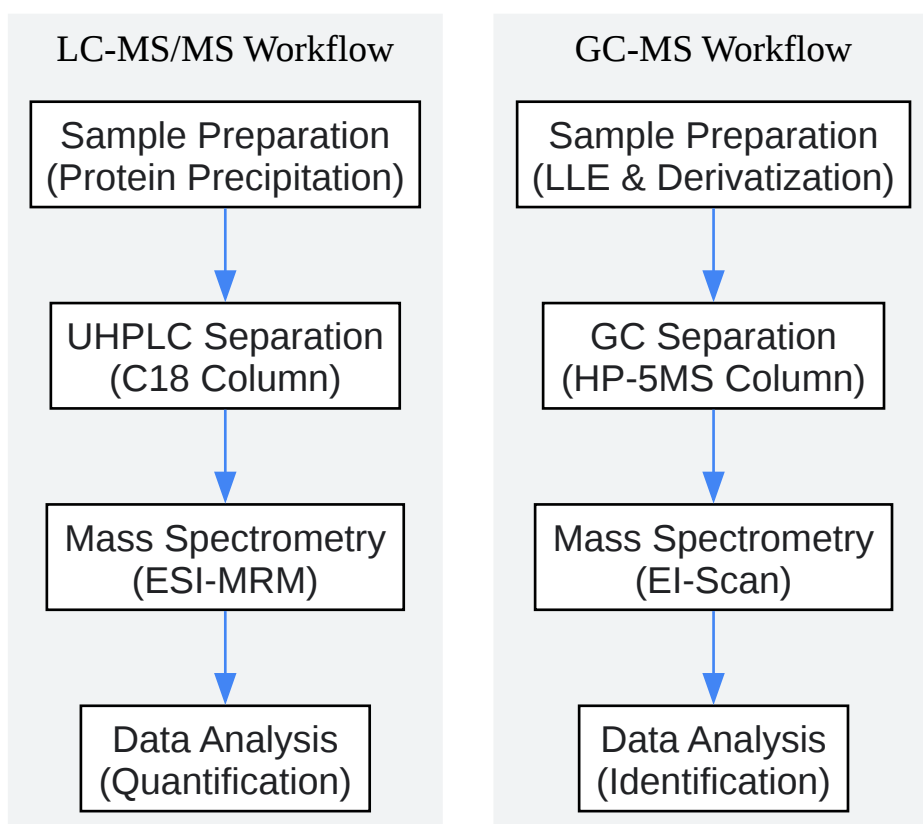 LC-MS/MS Workflow
Sample Preparation
(Protein Precipitation)
UHPLC Separation
(C18 Column)
Mass Spectrometry
(ESI-MRM)
Data Analysis
(Quantification)
GC-MS Workflow
Sample Preparation
(LLE & Derivatization)
GC Separation
(HP-5MS Column)
Mass Spectrometry
(EI-Scan)
Data Analysis
(Identification)